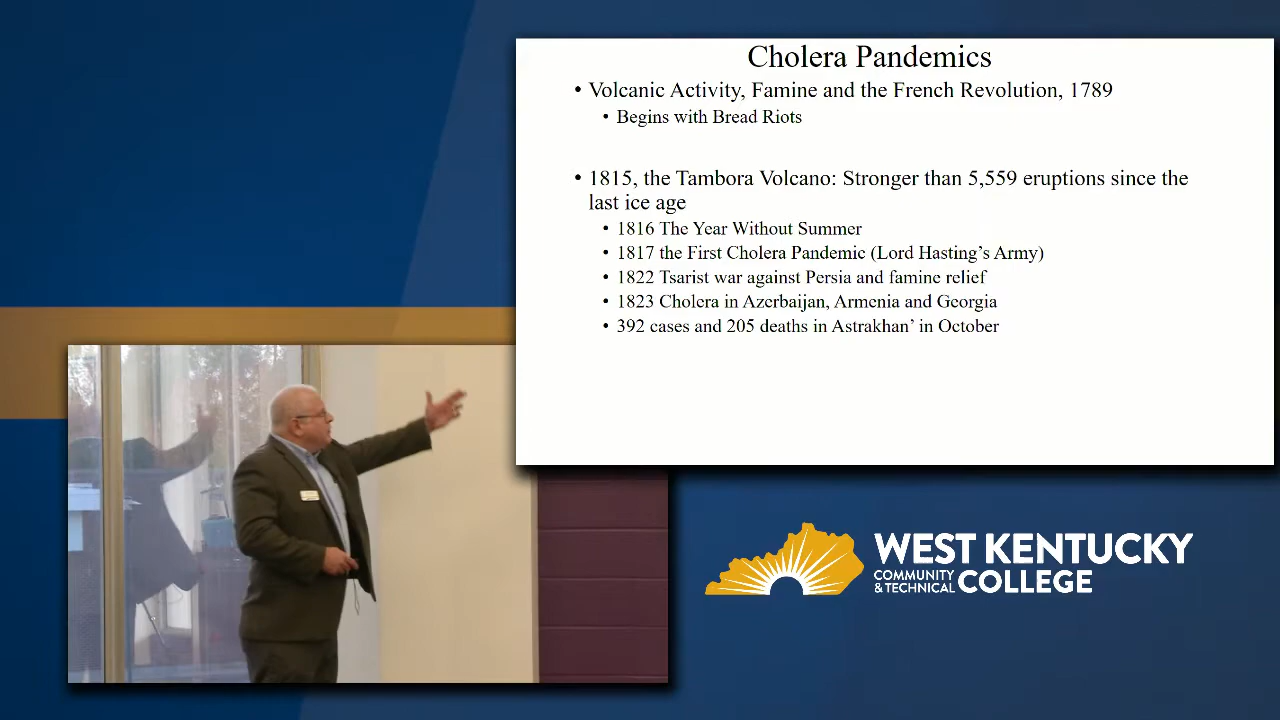 Cholera Pandemics
• Volcanic Activity, Famine and the French Revolution, 1789
• Begins with Bread Riots
• 1815, the Tambora Volcano: Stronger than 5,559 eruptions since the
last ice age
• 1816 The Year Without Summer
• 1817 the First Cholera Pandemic (Lord Hasting's Army)
• 1822 Tsarist war against Persia and famine relief
• 1823 Cholera in Azerbaijan, Armenia and Georgia
• 392 cases and 205 deaths in Astrakhan' in October
WEST KENTUCKY
COMMUNITY
& TECHNICAL COLLEGE